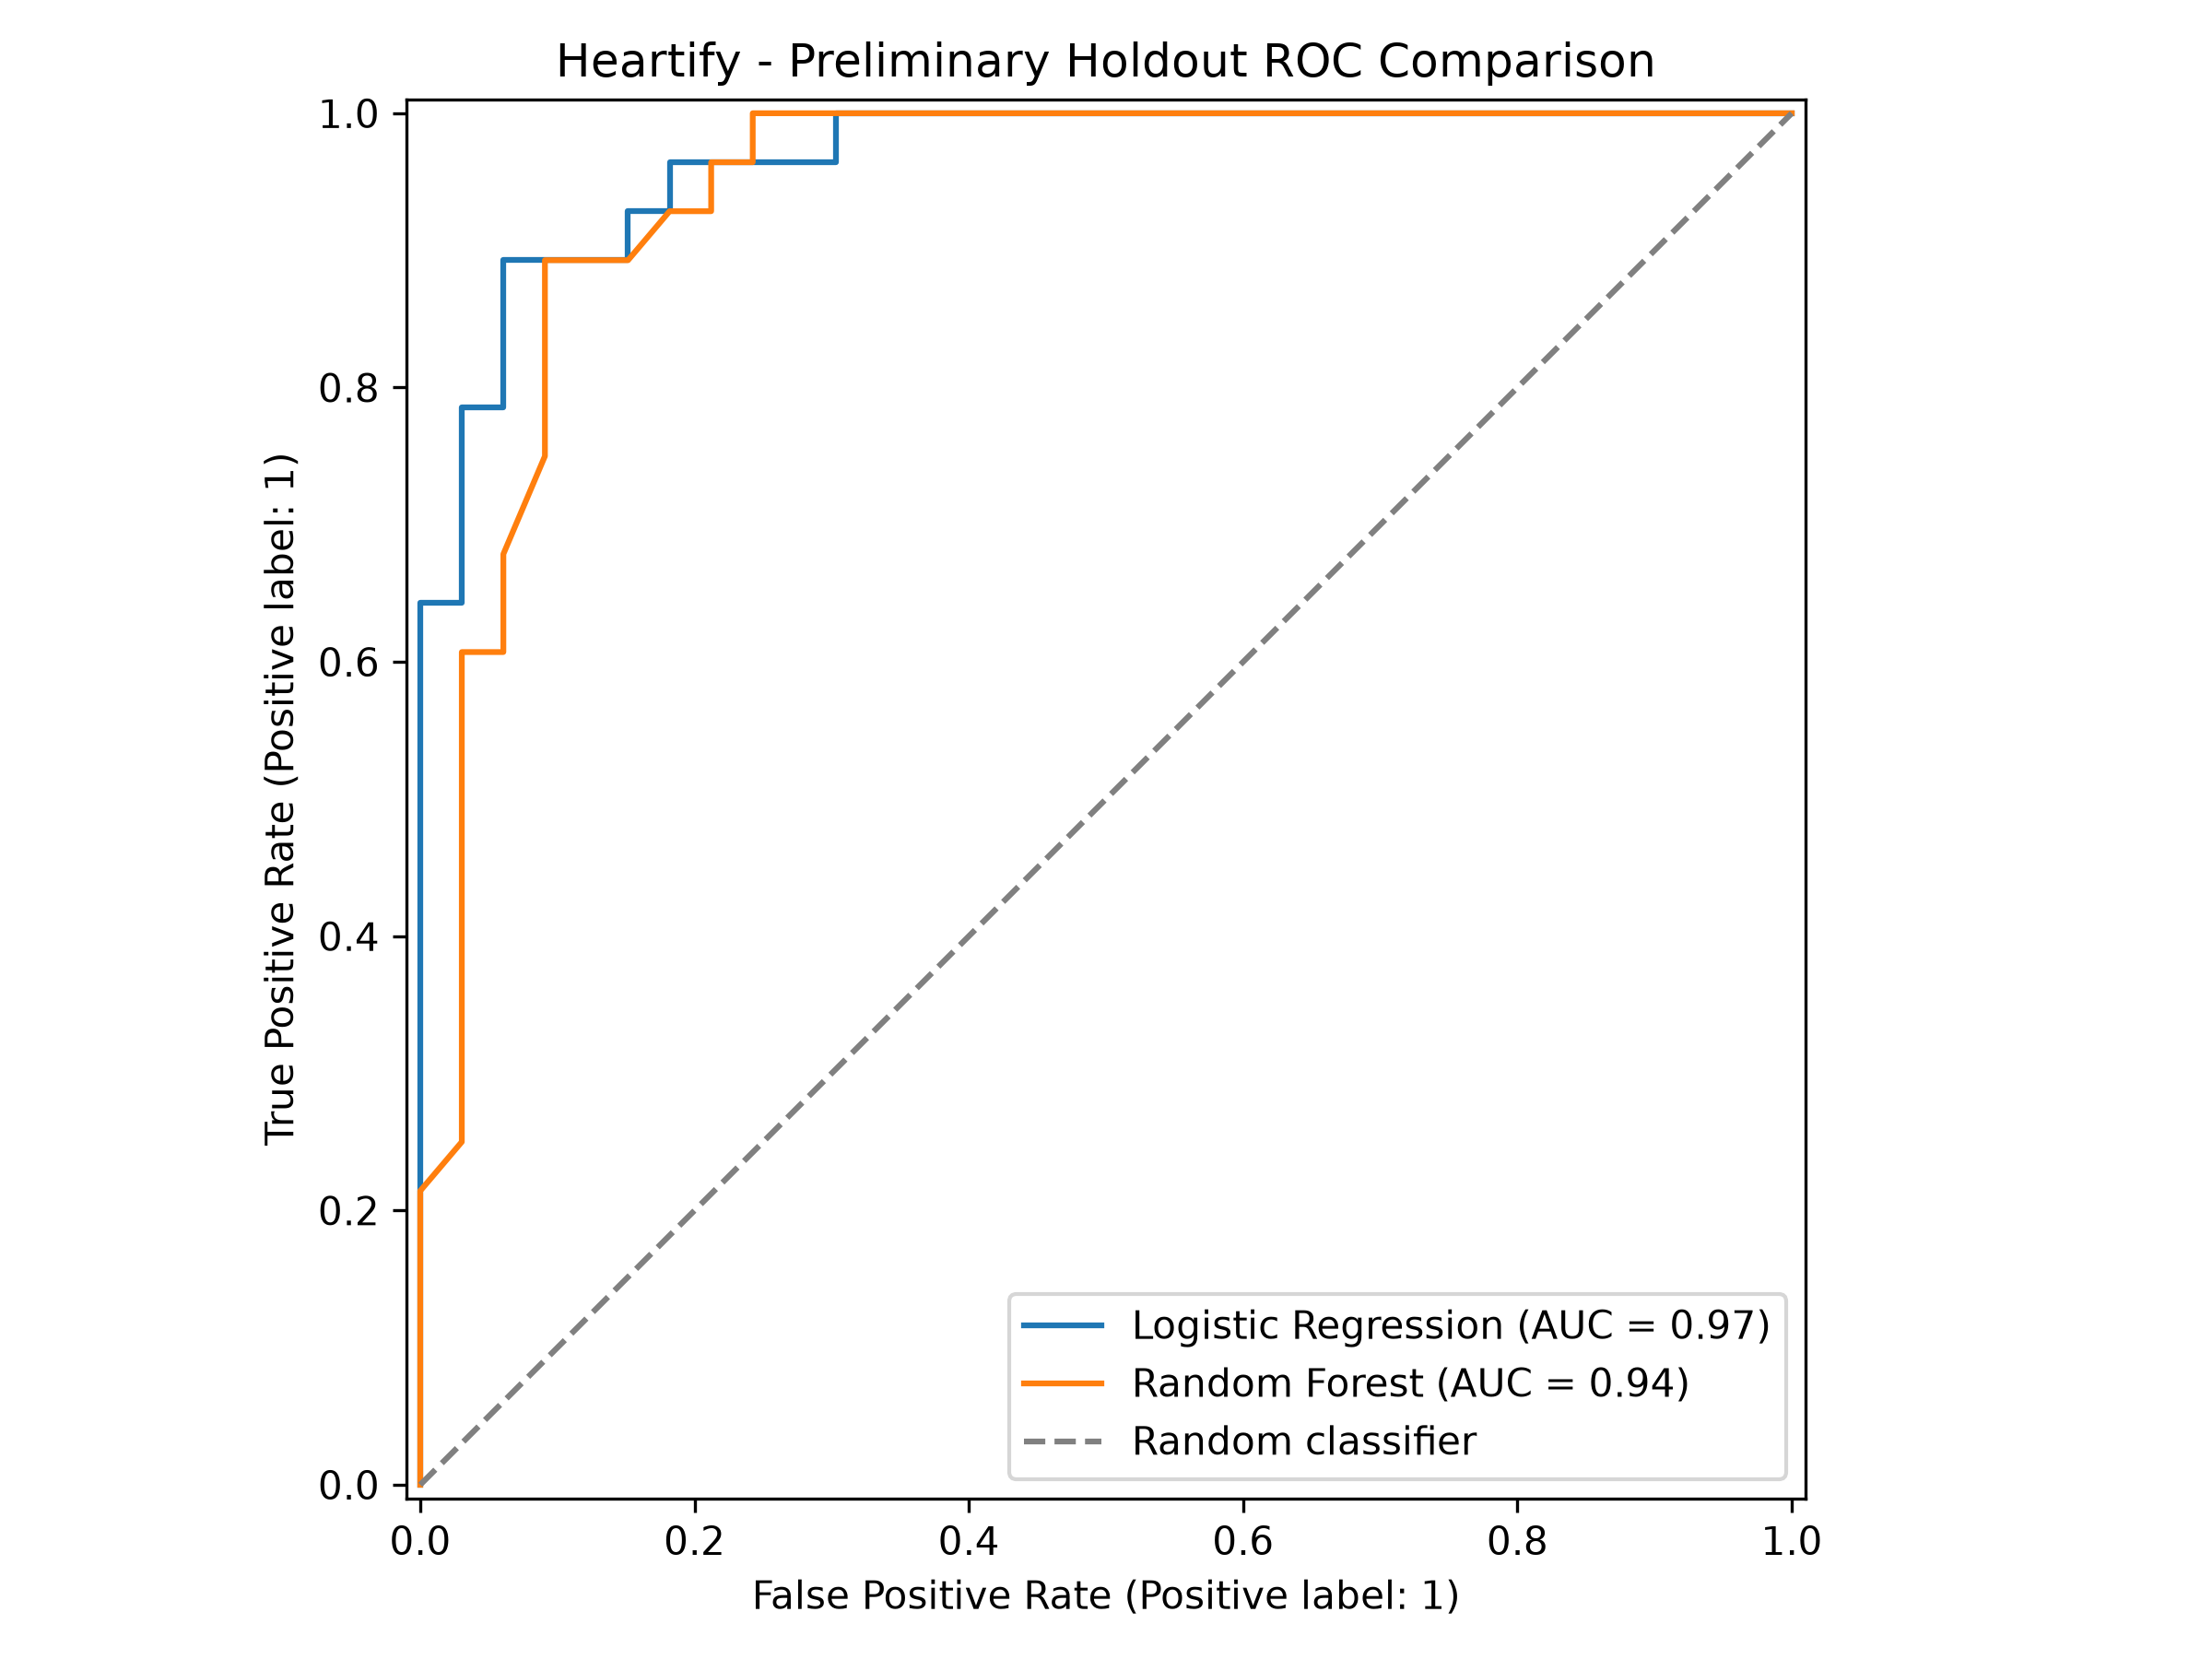 Heartify - Preliminary Holdout ROC Comparison
1.0
0.8
0.6
0.4
0.2
0.0
True Positive Rate (Positive label: 1)
Logistic Regression (AUC = 0.97)
Random Forest (AUC = 0.94)
Random classifier
0.0 0.2 0.4 0.6 0.8 1.0
False Positive Rate (Positive label: 1)